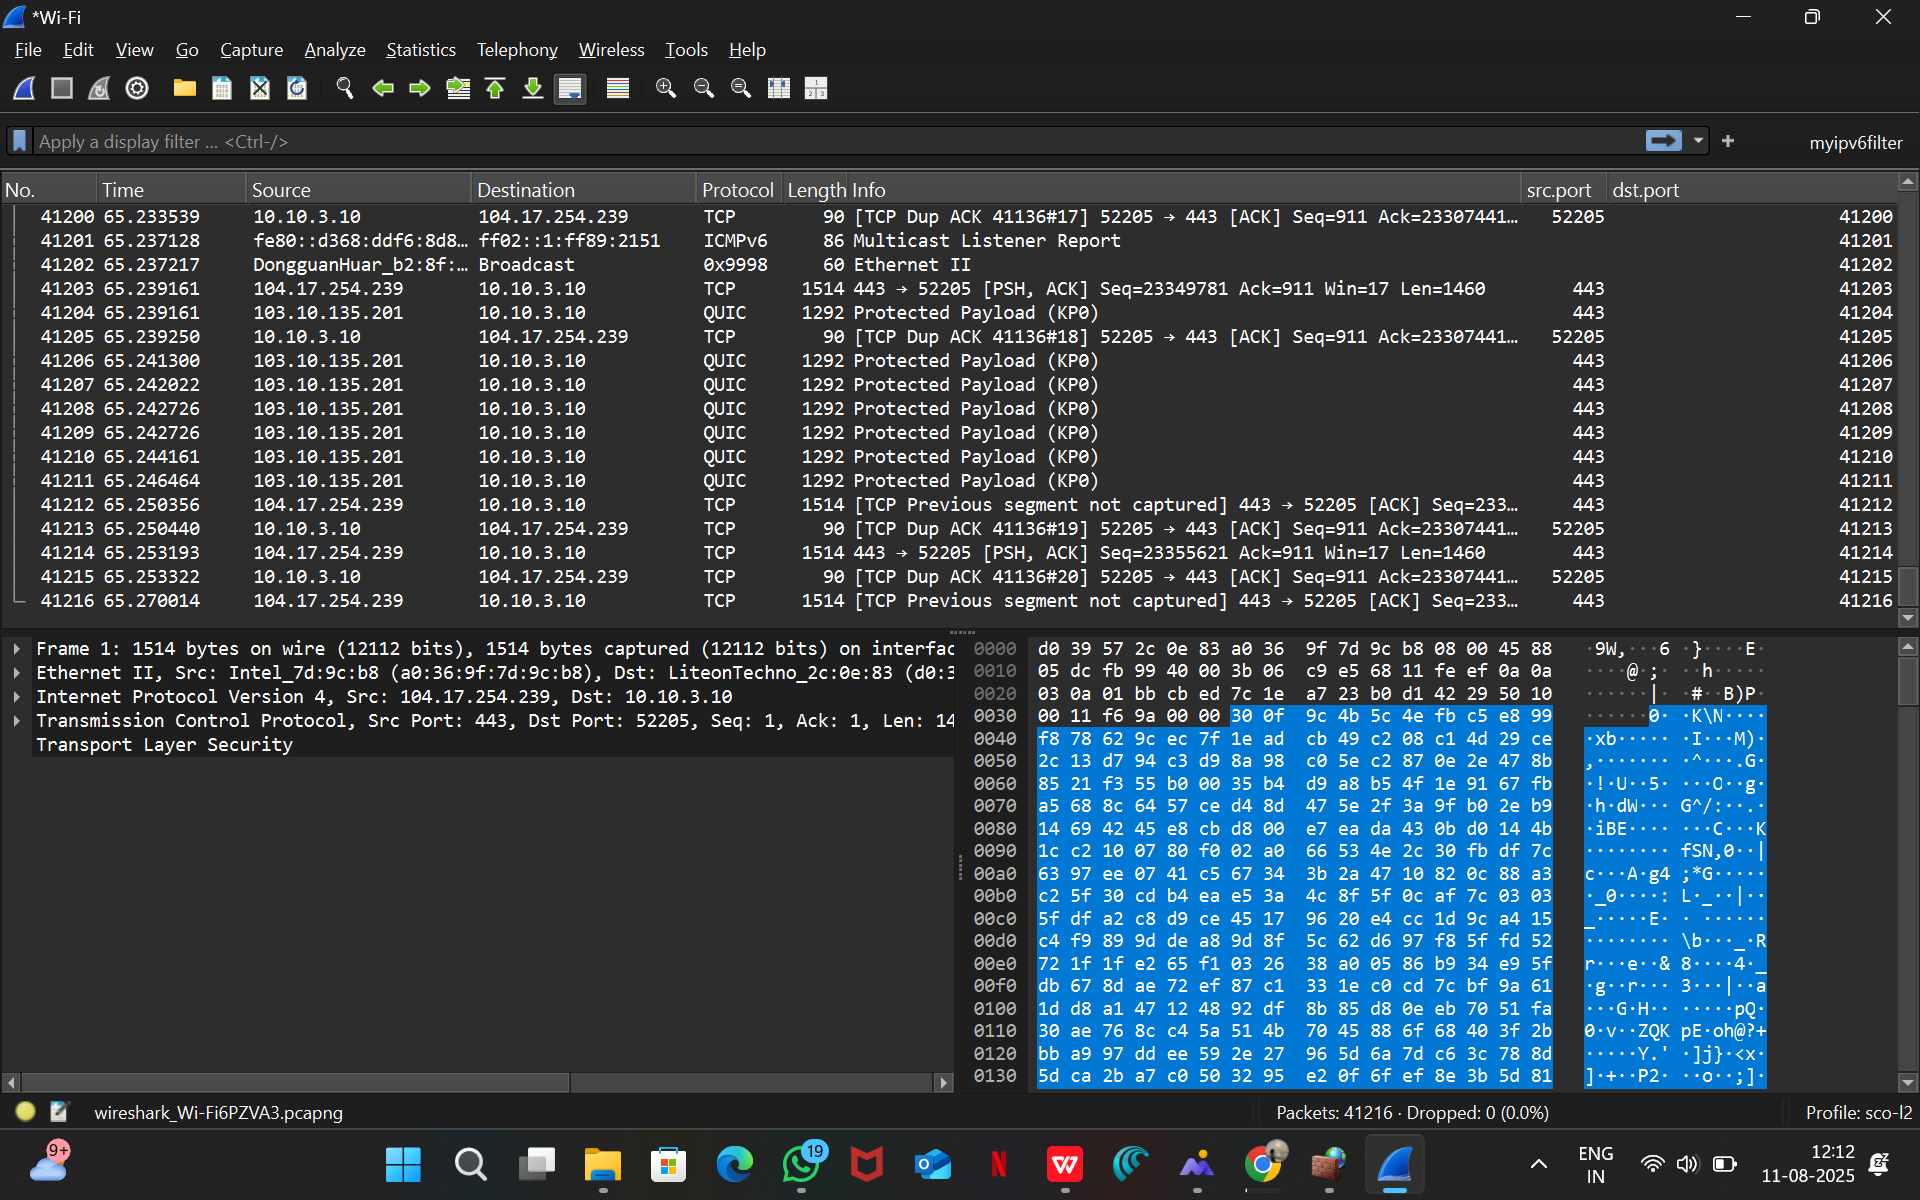 *Wi-Fi
File Edit View Go Capture Analyze Statistics Telephony Wireless Tools Help
Apply a display filter ... <Ctrl-/> myipv6filter
No. Time Source Destination Protocol Length Info src.port dst.port
41200 65.233539 10.10.3.10 104.17.254.239 TCP 90 [TCP Dup ACK 41136#17] 52205 → 443 [ACK] Seq=911 Ack=23307441… 52205 41200
41201 65.237128 fe80::d368:ddf6:8d8… ff02::1:ff89:2151 ICMPv6 86 Multicast Listener Report 41201
41202 65.237217 DongguanHuar_b2:8f:… Broadcast 0x9998 60 Ethernet II 41202
41203 65.239161 104.17.254.239 10.10.3.10 TCP 1514 443 → 52205 [PSH, ACK] Seq=23349781 Ack=911 Win=17 Len=1460 443 41203
41204 65.239161 103.10.135.201 10.10.3.10 QUIC 1292 Protected Payload (KP0) 443 41204
41205 65.239250 10.10.3.10 104.17.254.239 TCP 90 [TCP Dup ACK 41136#18] 52205 → 443 [ACK] Seq=911 Ack=23307441… 52205 41205
41206 65.241300 103.10.135.201 10.10.3.10 QUIC 1292 Protected Payload (KP0) 443 41206
41207 65.242022 103.10.135.201 10.10.3.10 QUIC 1292 Protected Payload (KP0) 443 41207
41208 65.242726 103.10.135.201 10.10.3.10 QUIC 1292 Protected Payload (KP0) 443 41208
41209 65.242726 103.10.135.201 10.10.3.10 QUIC 1292 Protected Payload (KP0) 443 41209
41210 65.244161 103.10.135.201 10.10.3.10 QUIC 1292 Protected Payload (KP0) 443 41210
41211 65.246464 103.10.135.201 10.10.3.10 QUIC 1292 Protected Payload (KP0) 443 41211
41212 65.250356 104.17.254.239 10.10.3.10 TCP 1514 [TCP Previous segment not captured] 443 → 52205 [ACK] Seq=233… 443 41212
41213 65.250440 10.10.3.10 104.17.254.239 TCP 90 [TCP Dup ACK 41136#19] 52205 → 443 [ACK] Seq=911 Ack=23307441… 52205 41213
41214 65.253193 104.17.254.239 10.10.3.10 TCP 1514 443 → 52205 [PSH, ACK] Seq=23355621 Ack=911 Win=17 Len=1460 443 41214
41215 65.253322 10.10.3.10 104.17.254.239 TCP 90 [TCP Dup ACK 41136#20] 52205 → 443 [ACK] Seq=911 Ack=23307441… 52205 41215
41216 65.270014 104.17.254.239 10.10.3.10 TCP 1514 [TCP Previous segment not captured] 443 → 52205 [ACK] Seq=233… 443 41216
Frame 1: 1514 bytes on wire (12112 bits), 1514 bytes captured (12112 bits) on interfac
Ethernet II, Src: Intel_7d:9c:b8 (a0:36:9f:7d:9c:b8), Dst: LiteonTechno_2c:0e:83 (d0:3
Internet Protocol Version 4, Src: 104.17.254.239, Dst: 10.10.3.10
Transmission Control Protocol, Src Port: 443, Dst Port: 52205, Seq: 1, Ack: 1, Len: 14
Transport Layer Security
0000 d0 39 57 2c 0e 83 a0 36 9f 7d 9c b8 08 00 45 88 ·9W,···6 ·}····E·
0010 05 dc fb 99 40 00 3b 06 c9 e5 68 11 fe ef 0a 0a ····@·;· ··h·····
0020 03 0a 01 bb cb ed 7c 1e a7 23 b0 d1 42 29 50 10 ······|· ·#··B)P·
0030 00 11 f6 9a 00 00 30 0f 9c 4b 5c 4e fb c5 e8 99 ······0· ·K\N····
0040 f8 78 62 9c ec 7f 1e ad cb 49 c2 08 c1 4d 29 ce ·xb····· ·I···M)·
0050 2c 13 d7 94 c3 d9 8a 98 c0 5e c2 87 0e 2e 47 8b ,······· ·^···.G·
0060 85 21 f3 55 b0 00 35 b4 d9 a8 b5 4f 1e 91 67 fb ·!·U··5· ···O··g·
0070 a5 68 8c 64 57 ce d4 8d 47 5e 2f 3a 9f b0 2e b9 ·h·dW··· G^/:··.·
0080 14 69 42 45 e8 cb d8 00 e7 ea da 43 0b d0 14 4b ·iBE···· ···C···K
0090 1c c2 10 07 80 f0 02 a0 66 53 4e 2c 30 fb df 7c ········ fSN,0··|
00a0 63 97 ee 07 41 c5 67 34 3b 2a 47 10 82 0c 88 a3 c···A·g4 ;*G·····
00b0 c2 5f 30 cd b4 ea e5 3a 4c 8f 5f 0c af 7c 03 03 ·_0····: L·_··|··
00c0 5f df a2 c8 d9 ce 45 17 96 20 e4 cc 1d 9c a4 15 _·····E· · ······
00d0 c4 f9 89 9d de a8 9d 8f 5c 62 d6 97 f8 5f fd 52 ········ \b···_·R
00e0 72 1f 1f e2 65 f1 03 26 38 a0 05 86 b9 34 e9 5f r···e··& 8····4·_
00f0 db 67 8d ae 72 ef 87 c1 33 1e c0 cd 7c bf 9a 61 ·g··r··· 3···|··a
0100 1d d8 a1 47 12 48 92 df 8b 85 d8 0e eb 70 51 fa ···G·H·· ·····pQ·
0110 30 ae 76 8c c4 5a 51 4b 70 45 88 6f 68 40 3f 2b 0·v··ZQK pE·oh@?+
0120 bb a9 97 dd ee 59 2e 27 96 5d 6a 7d c6 3c 78 8d ·····Y.' ·]j}·<x·
0130 5d ca 2b a7 c0 50 32 95 e2 0f 6f ef 8e 3b 5d 81 ]·+··P2· ··o··;]·
wireshark_Wi-Fi6PZVA3.pcapng Packets: 41216 · Dropped: 0 (0.0%) Profile: sco-l2
9+
19
ENG
IN
12:12
11-08-2025